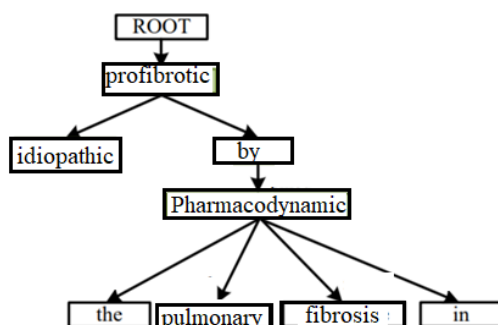 ROOT
profibrotic
idiopathic by
Pharmacodynamic
the pulmonary fibrosis in